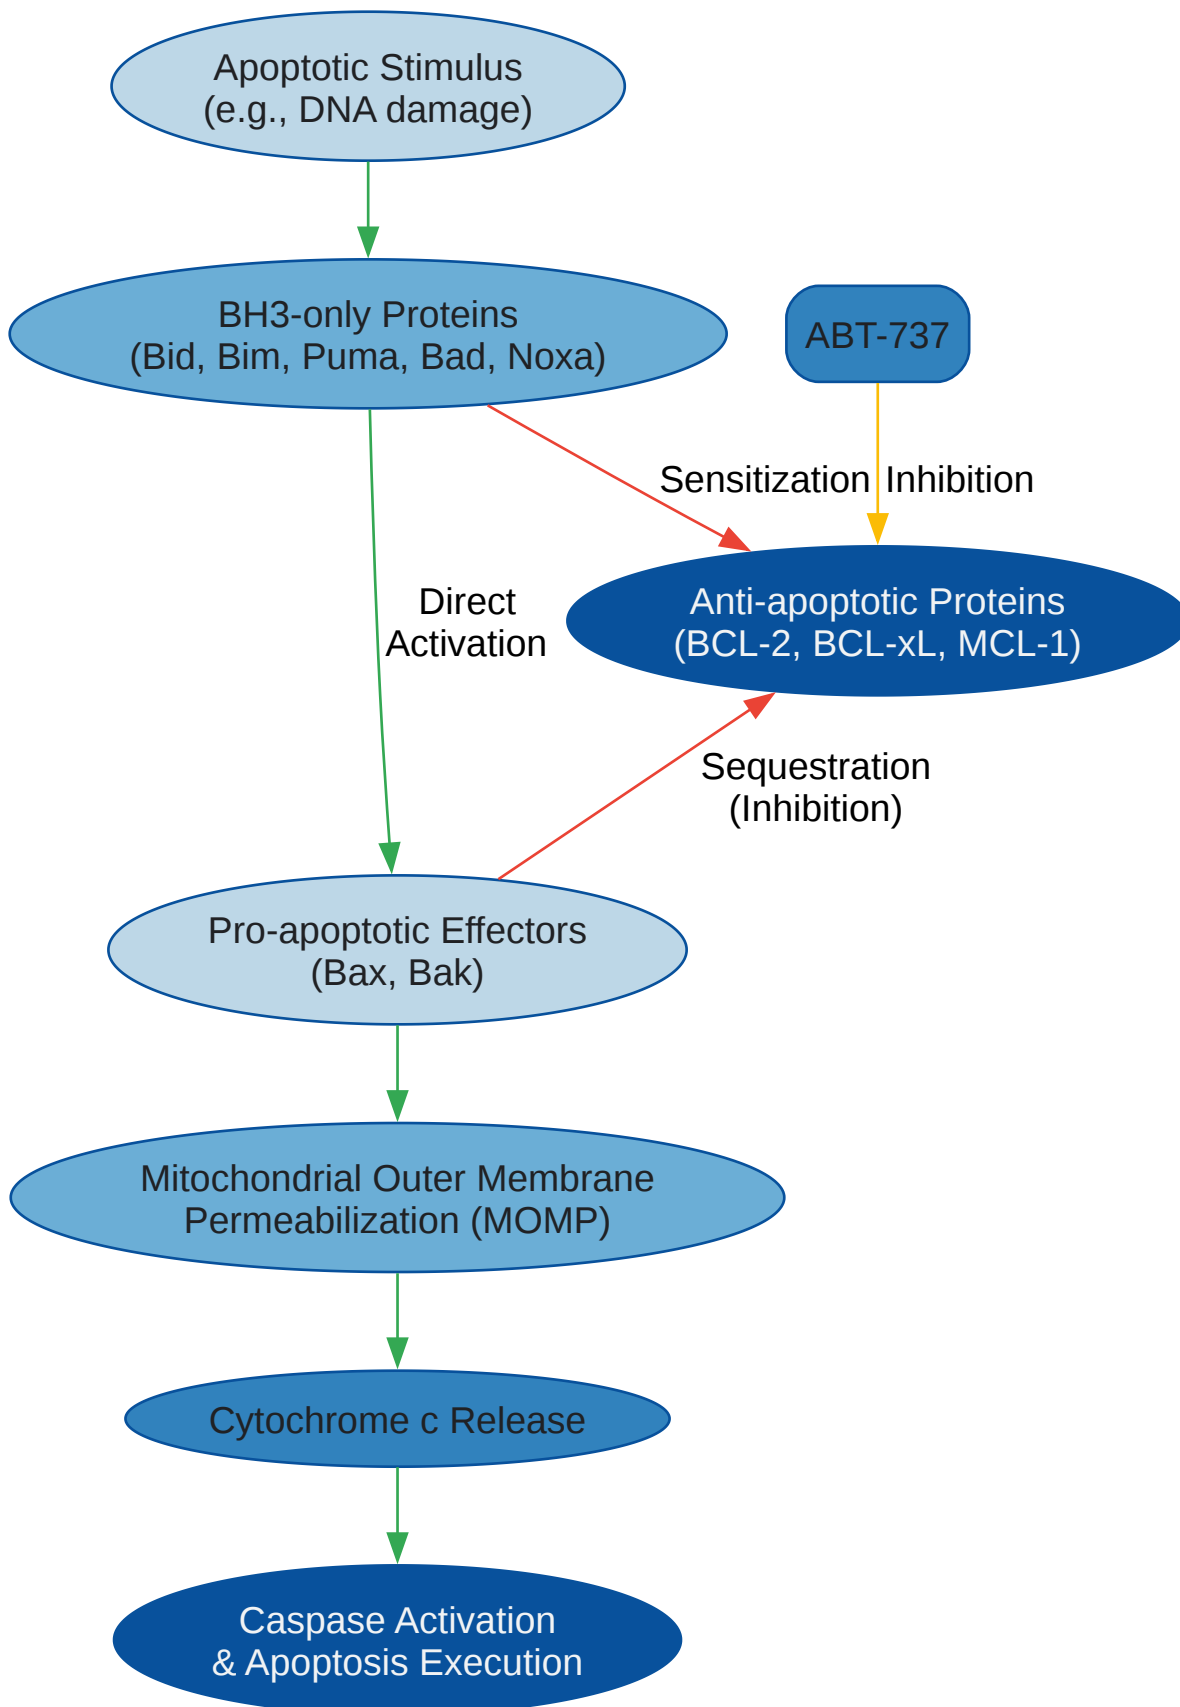 Apoptotic Stimulus
(e.g., DNA damage)
BH3-only Proteins
(Bid, Bim, Puma, Bad, Noxa)
ABT-737
Sensitization
Inhibition
Direct
Activation
Anti-apoptotic Proteins
(BCL-2, BCL-xL, MCL-1)
Sequestration
(Inhibition)
Pro-apoptotic Effectors
(Bax, Bak)
Mitochondrial Outer Membrane
Permeabilization (MOMP)
Cytochrome c Release
Caspase Activation
& Apoptosis Execution